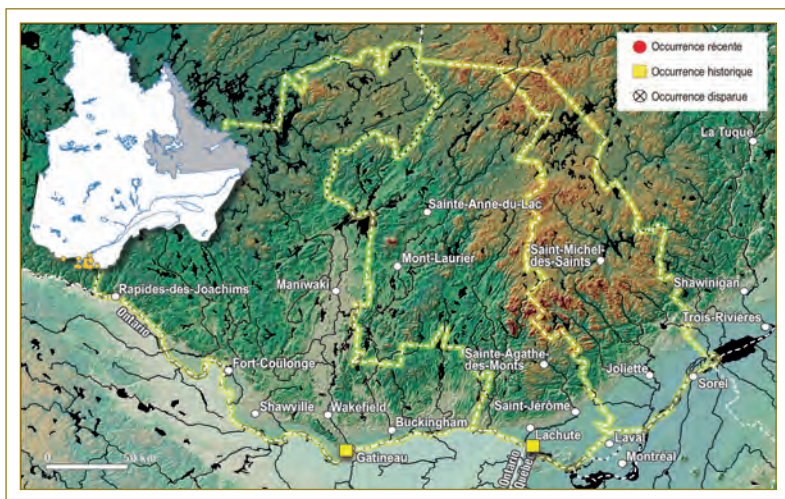 Occurrence récente
Occurrence historique
Occurrence disparue
La Tuque
Sainte-Anne-du-Lac
Mont-Laurier
Saint-Michel-
des-Saints
Maniwaki
Rapides-des-Joachims
Shawinigan
Trois-Rivières
Ontario
Fort-Coulonge
Sainte-Agathe-
des-Monts
Joliette
Sorel
Shawville
Wakefield
Saint-Jérôme
Buckingham
Lachute
Laval
Gatineau
Montréal
Ontario
Québec
0 50 km